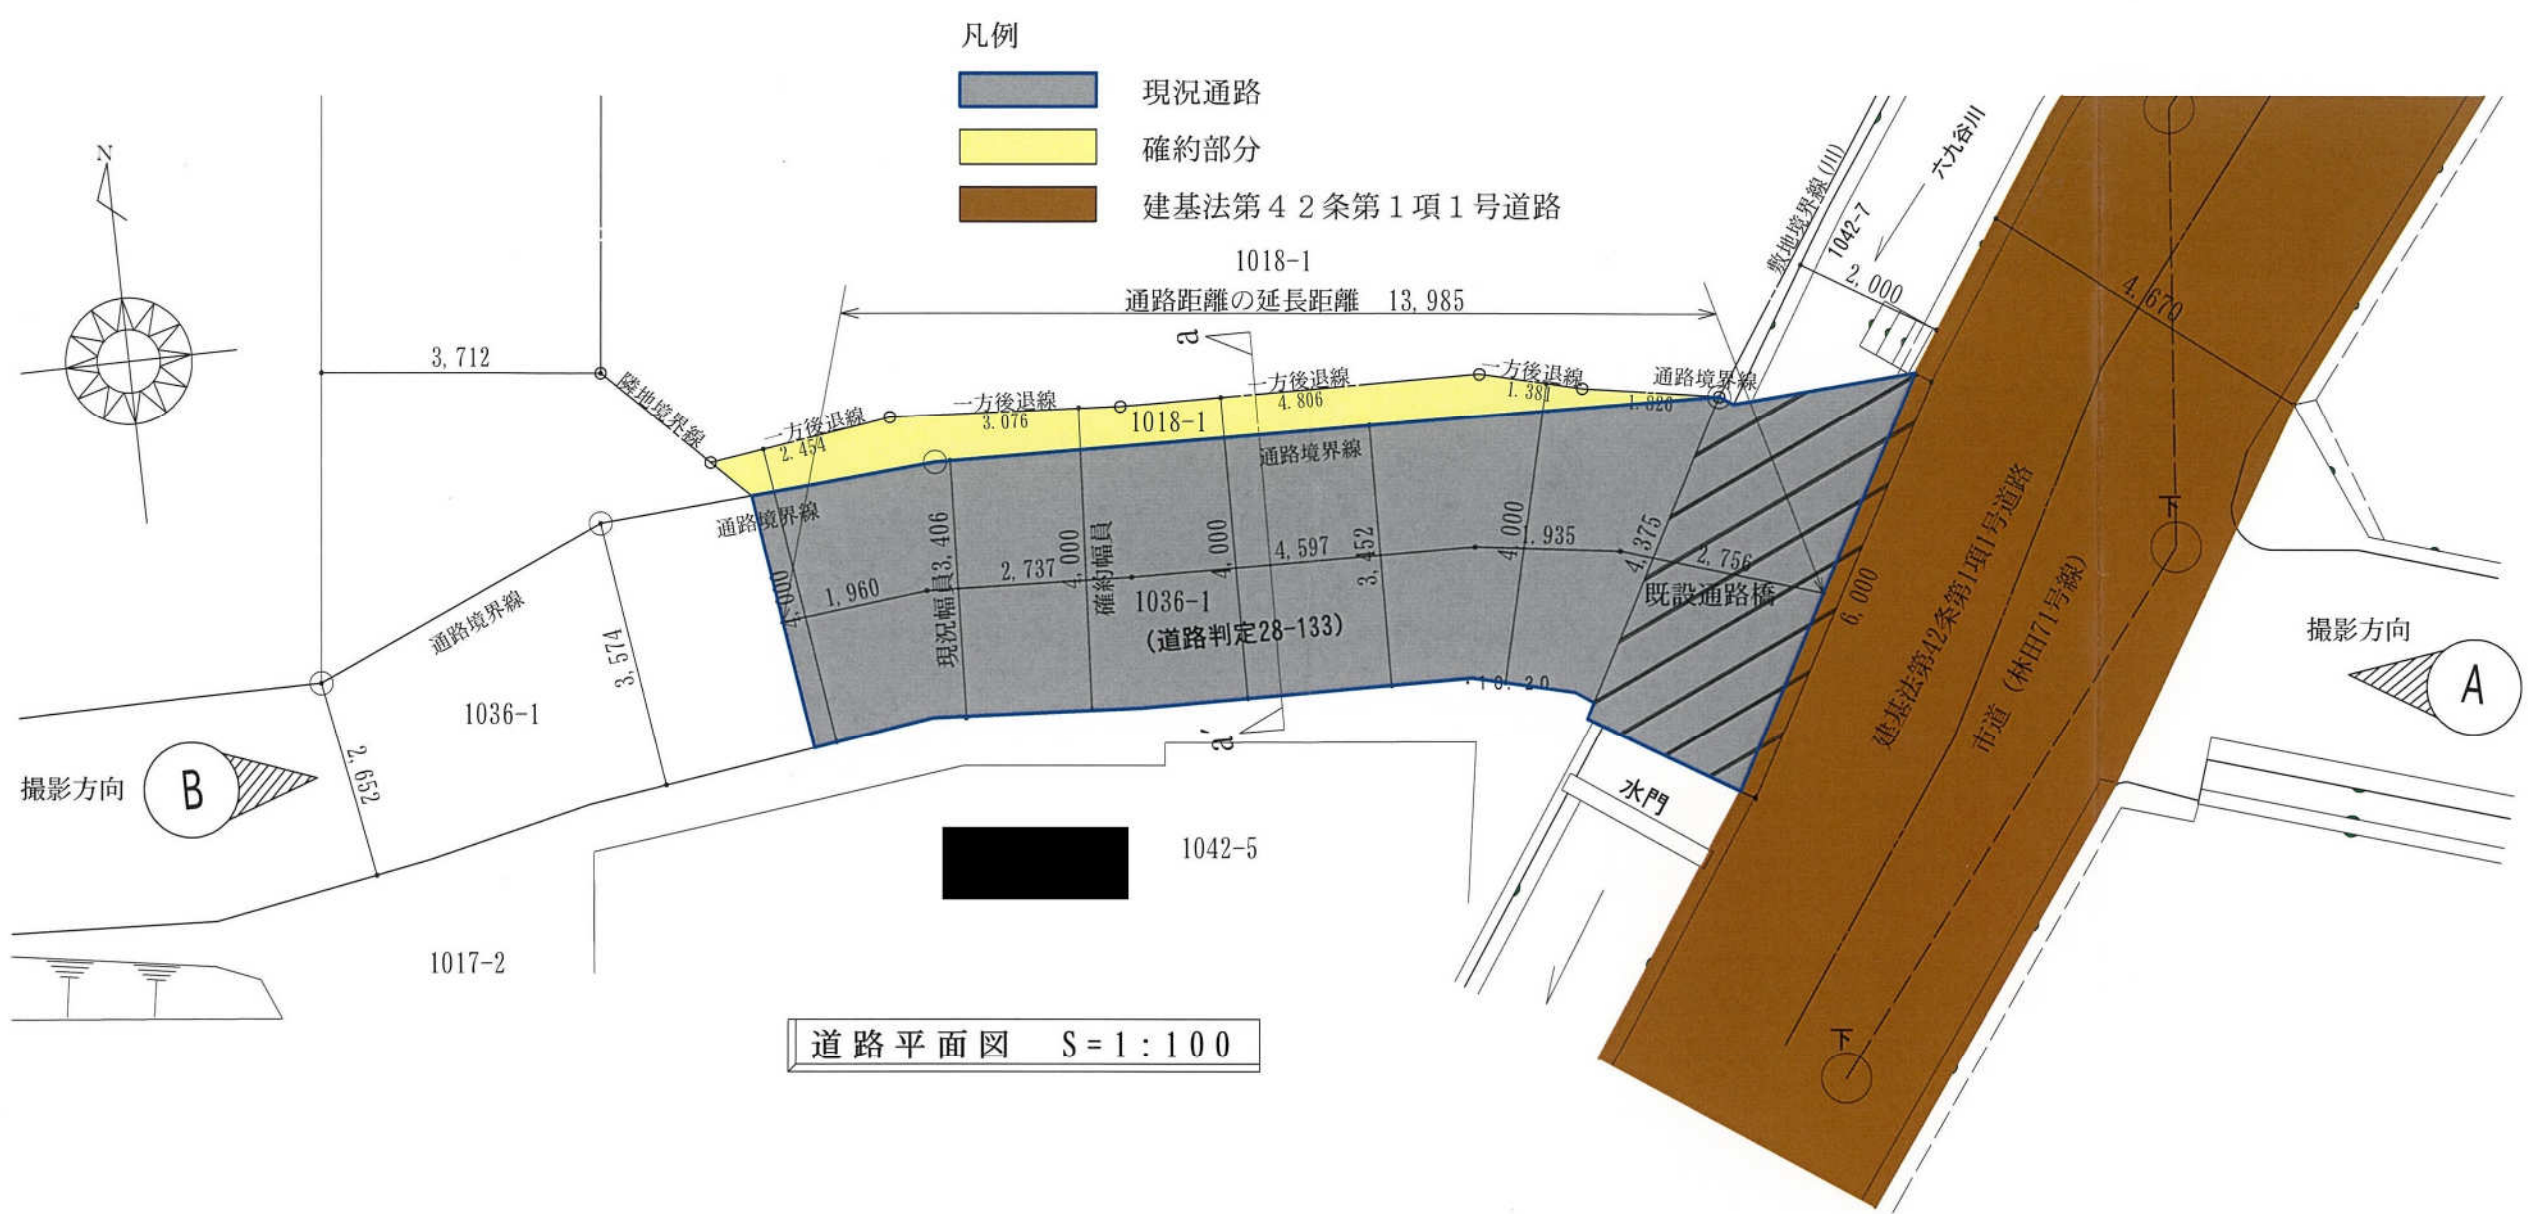 凡例
現況通路
確約部分
建基法第42条第1項1号道路
N
1018-1
通路距離の延長距離 13,985
3,712
隣地境界線
一方後退線
2.454
一方後退線
3.076
1018-1
一方後退線
4.806
一方後退線
1.381
通路境界線
1.826
敷地境界線(川)
1042-7
六九谷川
2,000
4,670
a
通路境界線
通路境界線
通路境界線
4,000
1,960
現況幅員3,406
2,737
4,000
確約幅員
4,000
4,597
3,452
4,000
1.935
4,375
2,756
既設通路橋
6,000
1036-1
(道路判定28-133)
a'
3,574
1036-1
2,652
撮影方向
B
建基法第42条第1項1号道路
市道(林田71号線)
下
下
撮影方向
A
水門
1042-5
1017-2
道路平面図 S=1:100